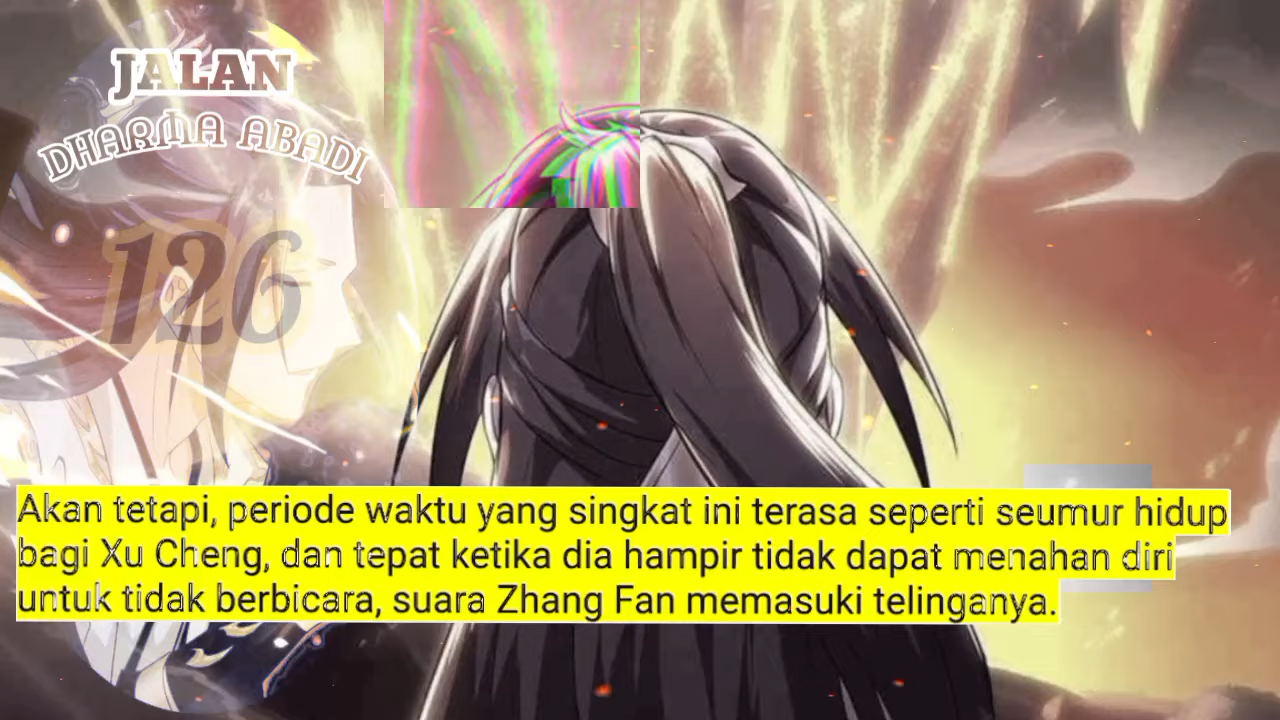 JALAN
DHARMA ABADI
126
Akan tetapi, periode waktu yang singkat ini terasa seperti seumur hidup
bagi Xu Cheng, dan tepat ketika dia hampir tidak dapat menahan diri
untuk tidak berbicara, suara Zhang Fan memasuki telinganya.